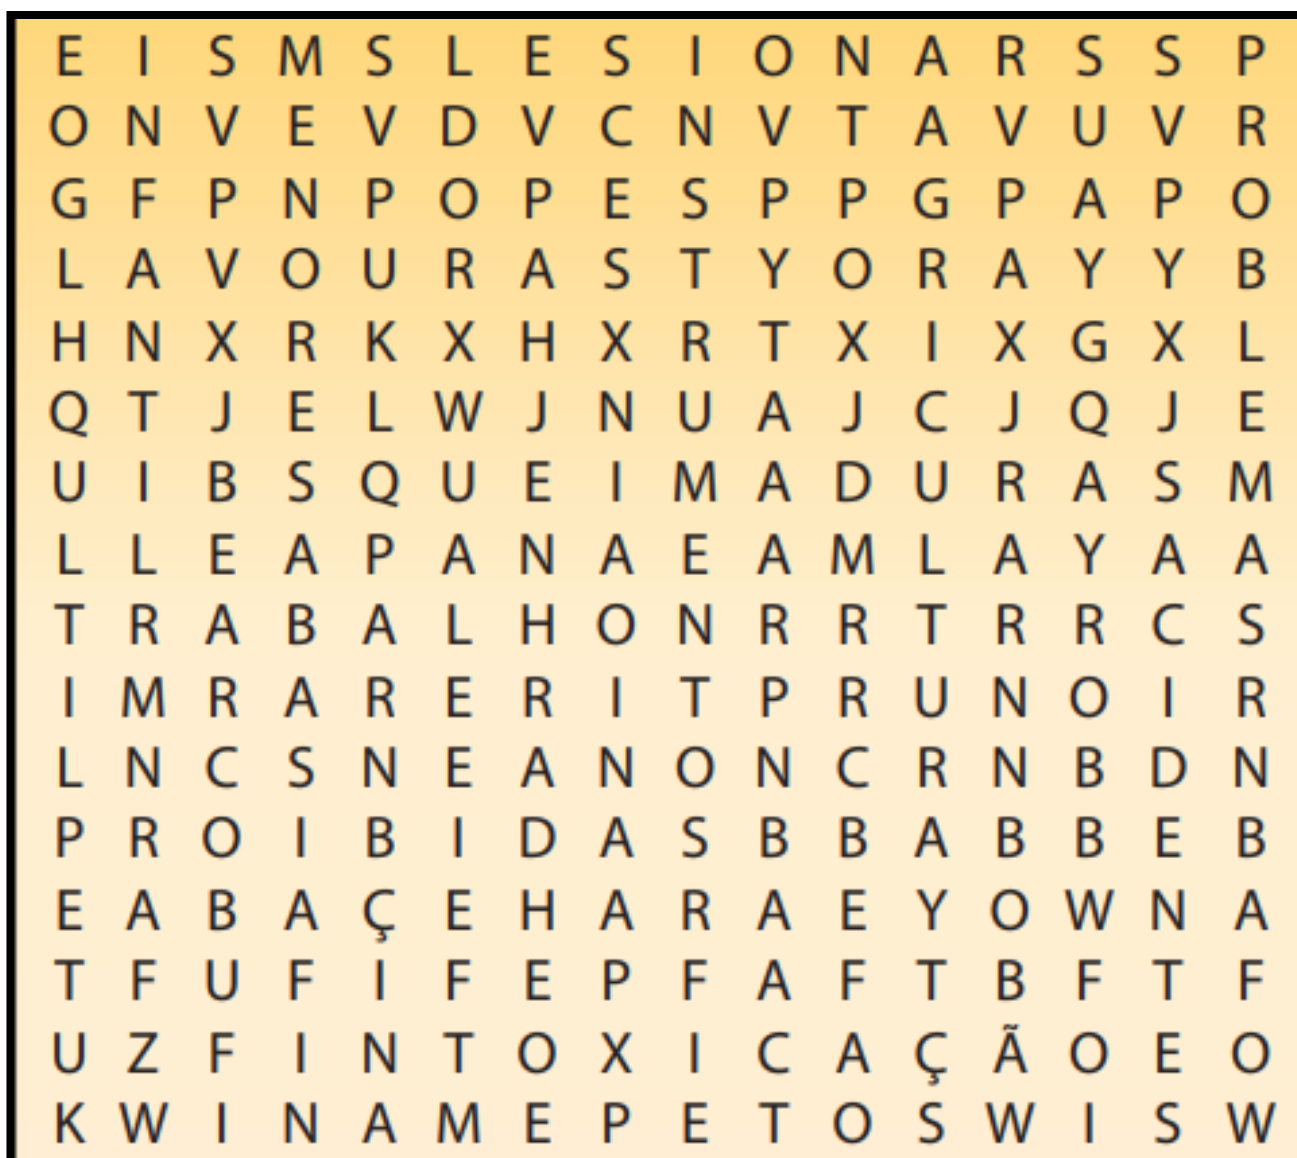 E I S M S L E S I O N A R S S P
O N V E V D V C N V T A V U V R
G F P N P O P E S P P G P A P O
L A V O U R A S T Y O R A Y Y B
H N X R K X H X R T X I X G X L
Q T J E L W J N U A J C J Q J E
U I B S Q U E I M A D U R A S M
L L E A P A N A E A M L A Y A A
T R A B A L H O N R R T R R C S
I M R A R E R I T P R U N O I R
L N C S N E A N O N C R N B D N
P R O I B I D A S B B A B B E B
E A B A Ç E H A R A E Y O W N A
T F U F I F E P F A F T B F T F
U Z F I N T O X I C A Ç Ã O E O
K W I N A M E P E T O S W I S W